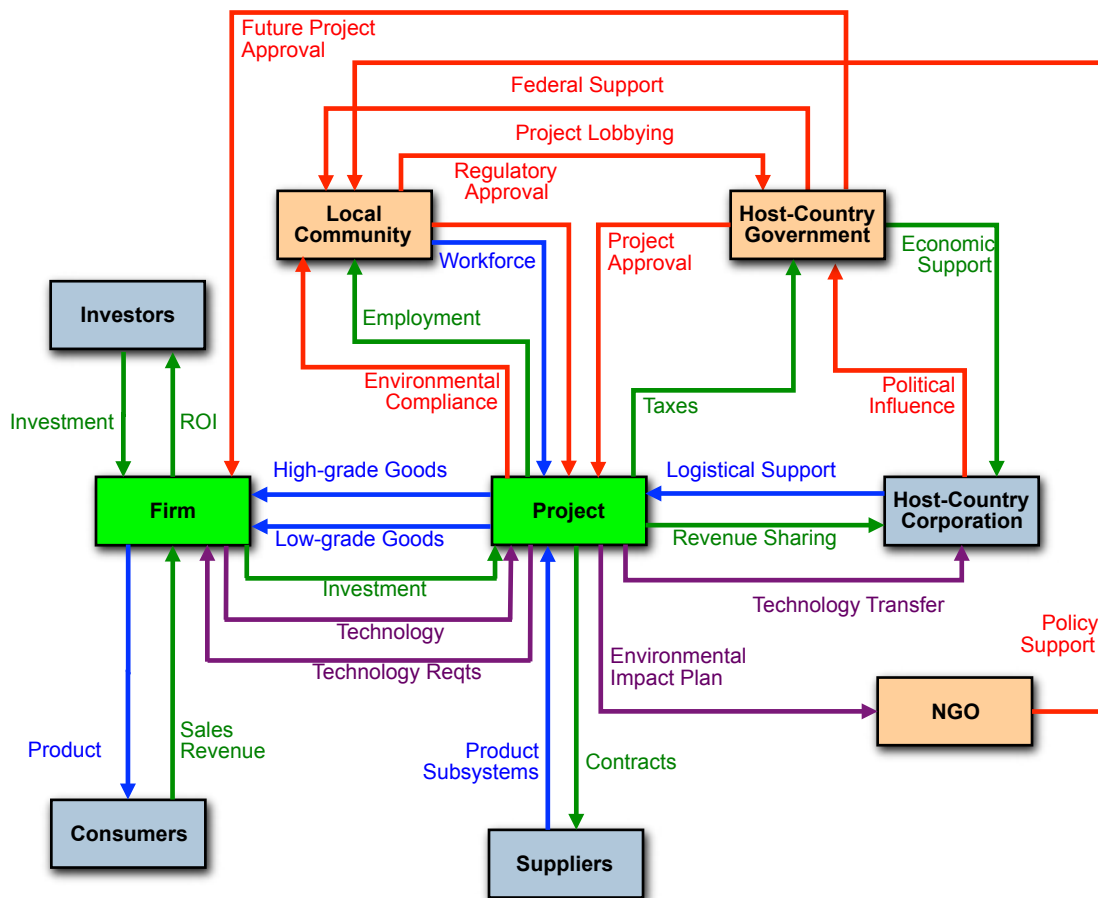 Future Project
Approval
Federal Support
Project Lobbying
Regulatory
Approval
Local
Community
Host-Country
Government
Project
Approval
Economic
Support
Workforce
Investors
Employment
Environmental
Compliance
Taxes
Political
Influence
Investment
ROI
High-grade Goods
Logistical Support
Firm
Project
Host-Country
Corporation
Low-grade Goods
Revenue Sharing
Investment
Technology
Technology Transfer
Technology Reqts
Environmental
Impact Plan
Policy
Support
NGO
Product
Sales
Revenue
Product
Subsystems
Contracts
Consumers
Suppliers